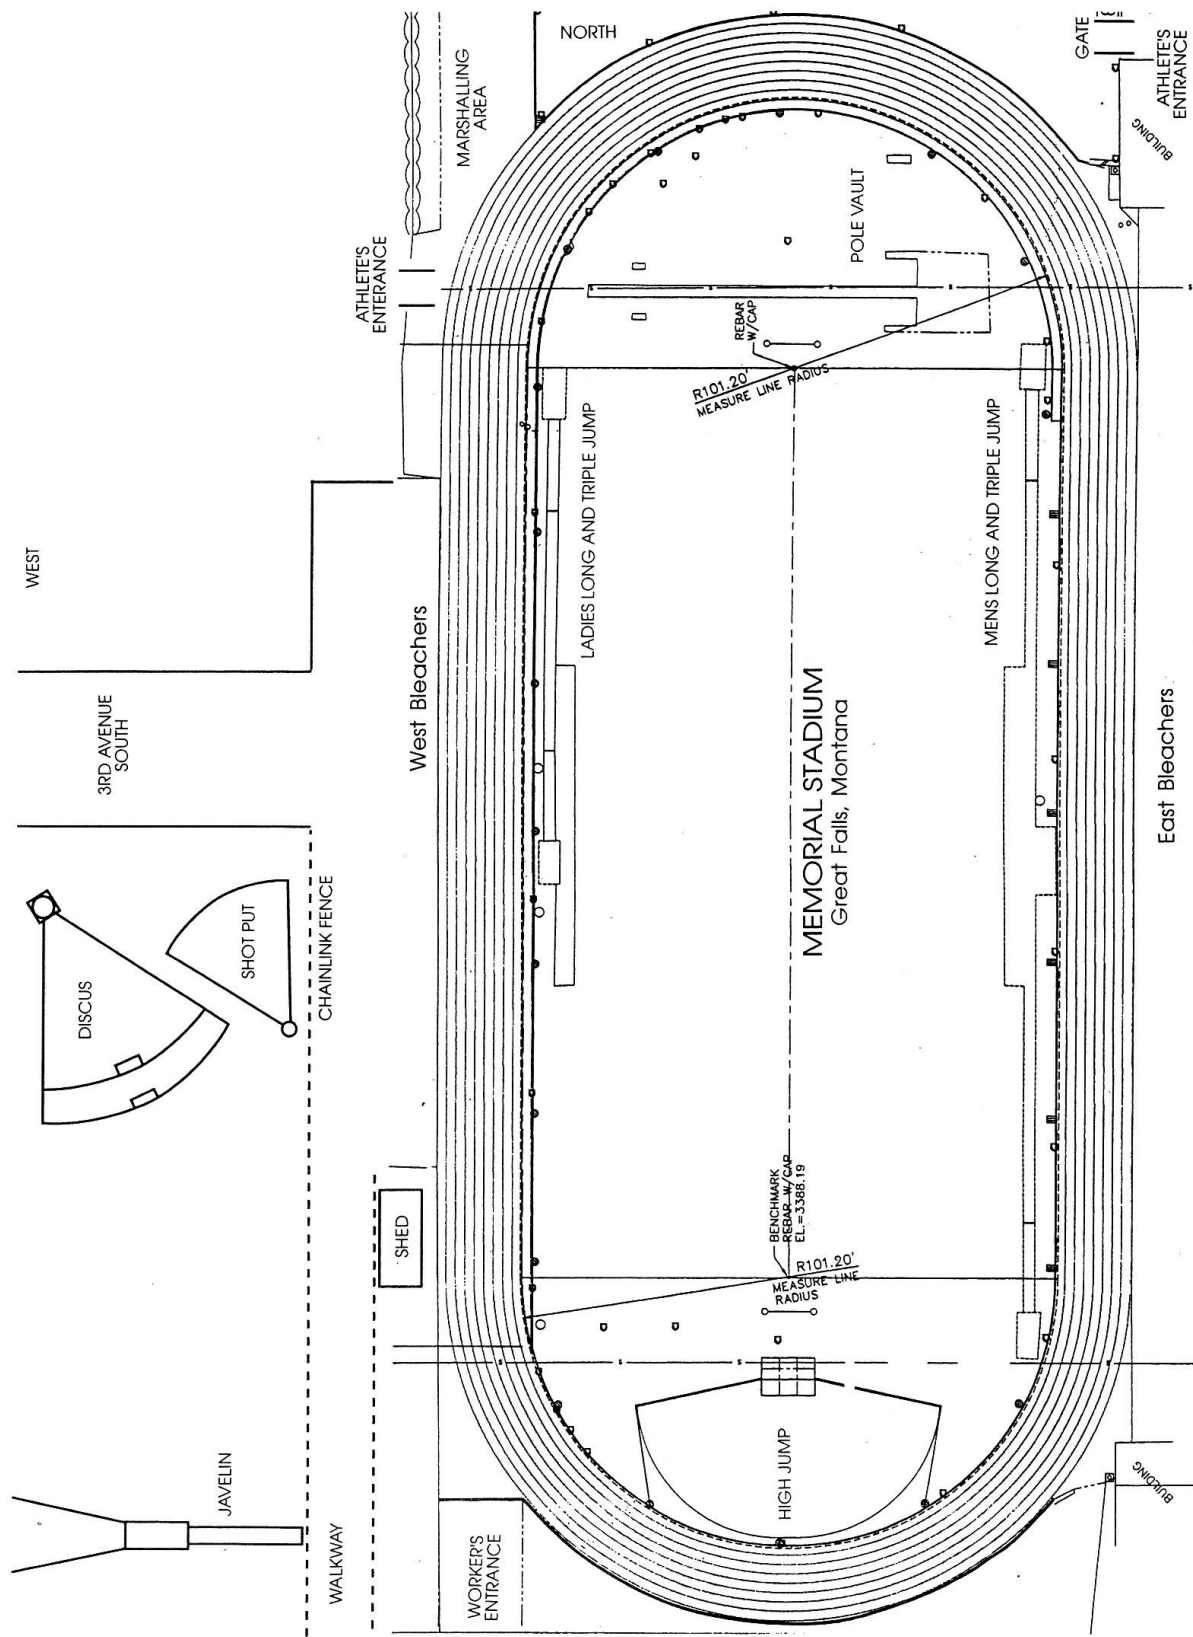 NORTH
MARSHALLING
AREA
GATE
ATHLETE'S
ENTRANCE
BUILDING
ATHLETE'S
ENTERANCE
POLE VAULT
REBAR
W/CAP
R101.20'
MEASURE LINE RADIUS
WEST
LADIES LONG AND TRIPLE JUMP
MENS LONG AND TRIPLE JUMP
West Bleachers
3RD AVENUE
SOUTH
MEMORIAL STADIUM
Great Falls, Montana
East Bleachers
DISCUS
SHOT PUT
CHAINLINK FENCE
SHED
BENCHMARK
REBAR W/CAP
EL.=3388.19
R101.20'
MEASURE LINE
RADIUS
S
S
S
S
S
S
S
S
S
S
S
HIGH JUMP
JAVELIN
WALKWAY
WORKER'S
ENTRANCE
BUILDING